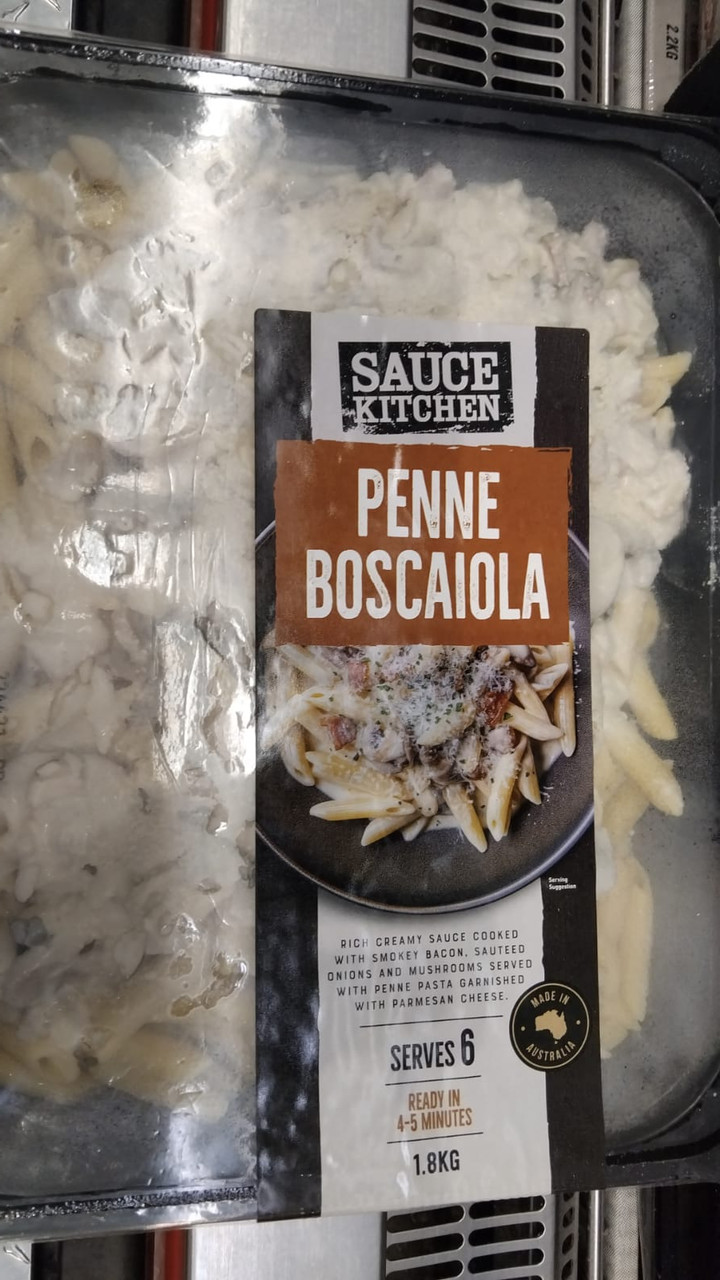 2.2KG
SAUCE
KITCHEN
PENNE
BOSCAIOLA
Serving
Suggestion
RICH CREAMY SAUCE COOKED
WITH SMOKEY BACON, SAUTEED
ONIONS AND MUSHROOMS SERVED
WITH PENNE PASTA GARNISHED
WITH PARMESAN CHEESE.
MADE IN
AUSTRALIA
SERVES 6
READY IN
4-5 MINUTES
1.8KG